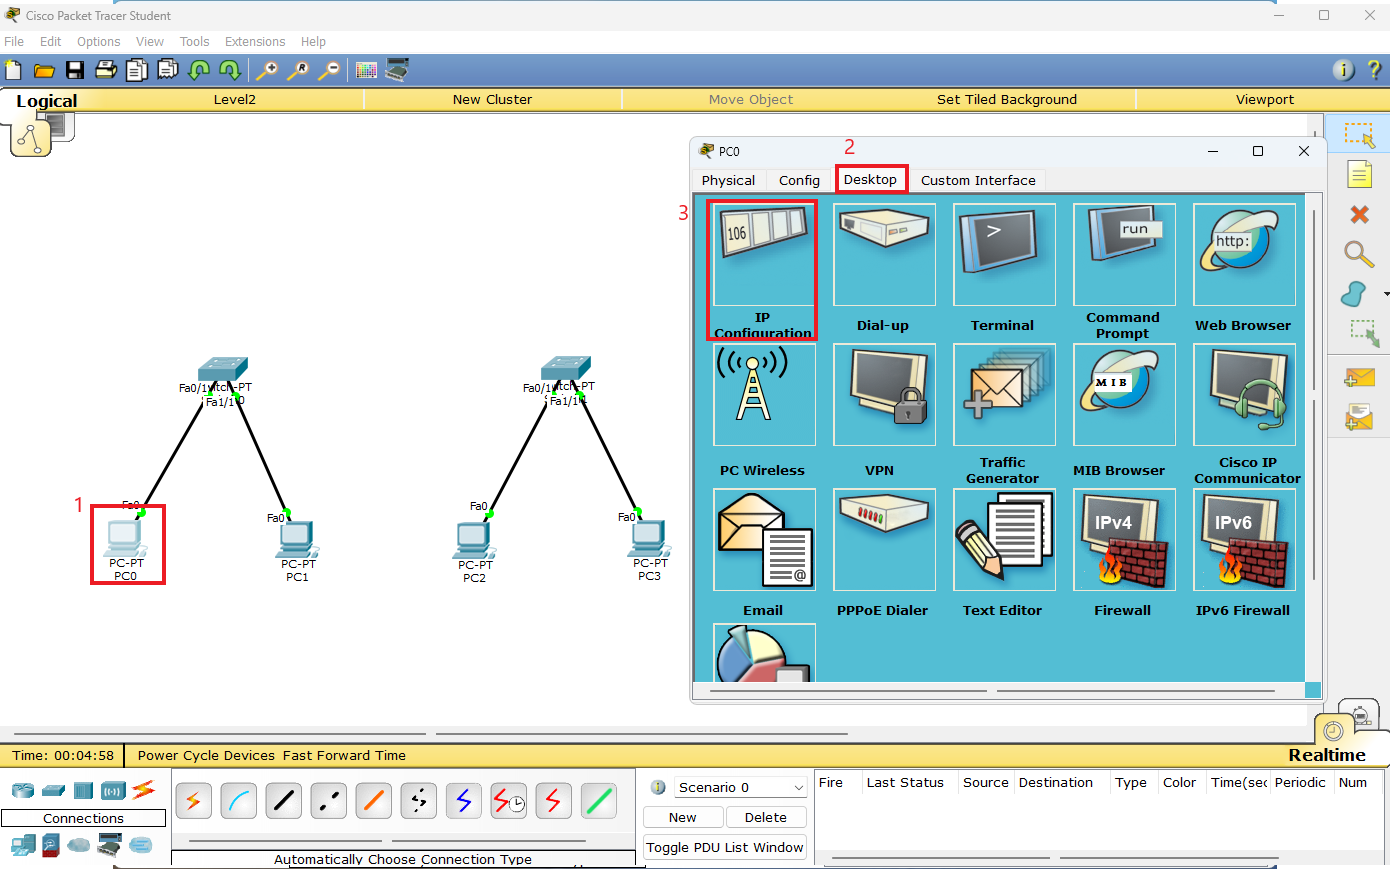 Cisco Packet Tracer Student
File Edit Options View Tools Extensions Help
R
i ?
Logical Level2 New Cluster Move Object Set Tiled Background Viewport
2
PC0
Physical Config Desktop Custom Interface
3
106
>
run
http:
IP Configuration
Dial-up
Terminal
Command Prompt
Web Browser
MIB
PC Wireless
VPN
Traffic Generator
MIB Browser
Cisco IP Communicator
@
IPv4
IPv6
Email
PPPoE Dialer
Text Editor
Firewall
IPv6 Firewall
Fa0/1
Fa1/1
Fa0/1
Fa1/1
1
Fa0
PC-PT
PC0
Fa0
PC-PT
PC1
Fa0
PC-PT
PC2
Fa0
PC-PT
PC3
Time: 00:04:58 Power Cycle Devices Fast Forward Time
Realtime
Connections
Automatically Choose Connection Type
i Scenario 0
New Delete
Toggle PDU List Window
Fire Last Status Source Destination Type Color Time(sec Periodic Num